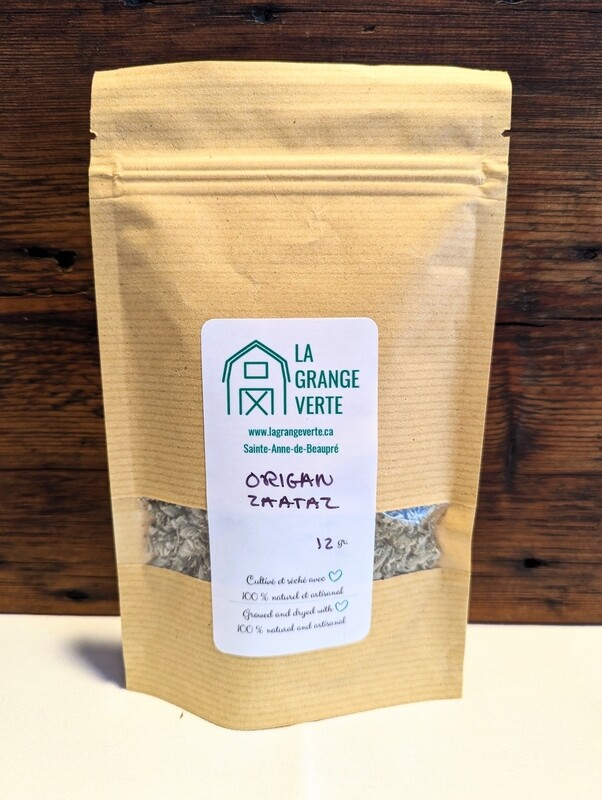 LA
GRANGE
VERTE
www.lagrangeverte.ca
Sainte-Anne-de-Beaupré
ORIGAN
ZAATAZ
12 gr.
Cultivé et séché avec
100 % naturel et artisanal
Growed and dryed with
100 % natural and artisanal